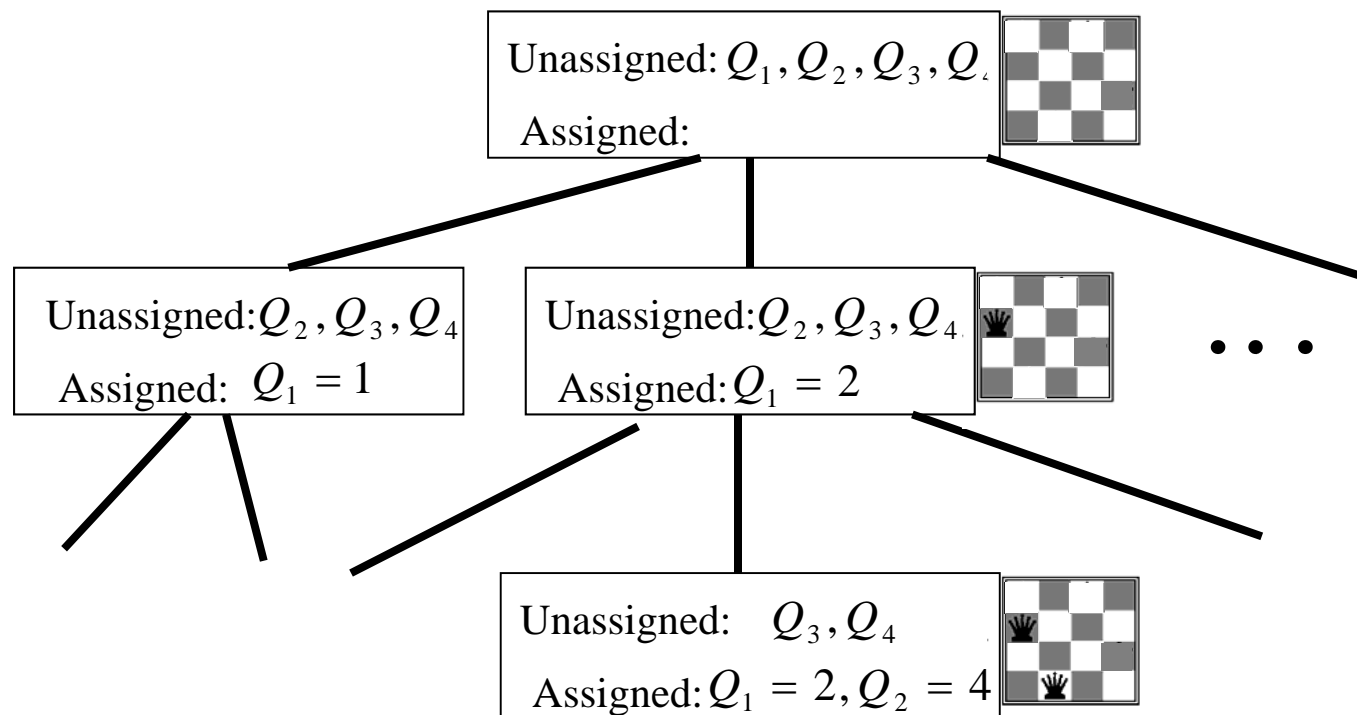 Unassigned: Q₁, Q₂, Q₃, Q₄
Assigned:
Unassigned: Q₂, Q₃, Q₄
Assigned: Q₁ = 1
Unassigned: Q₂, Q₃, Q₄
Assigned: Q₁ = 2
• • •
Unassigned: Q₃, Q₄
Assigned: Q₁ = 2, Q₂ = 4